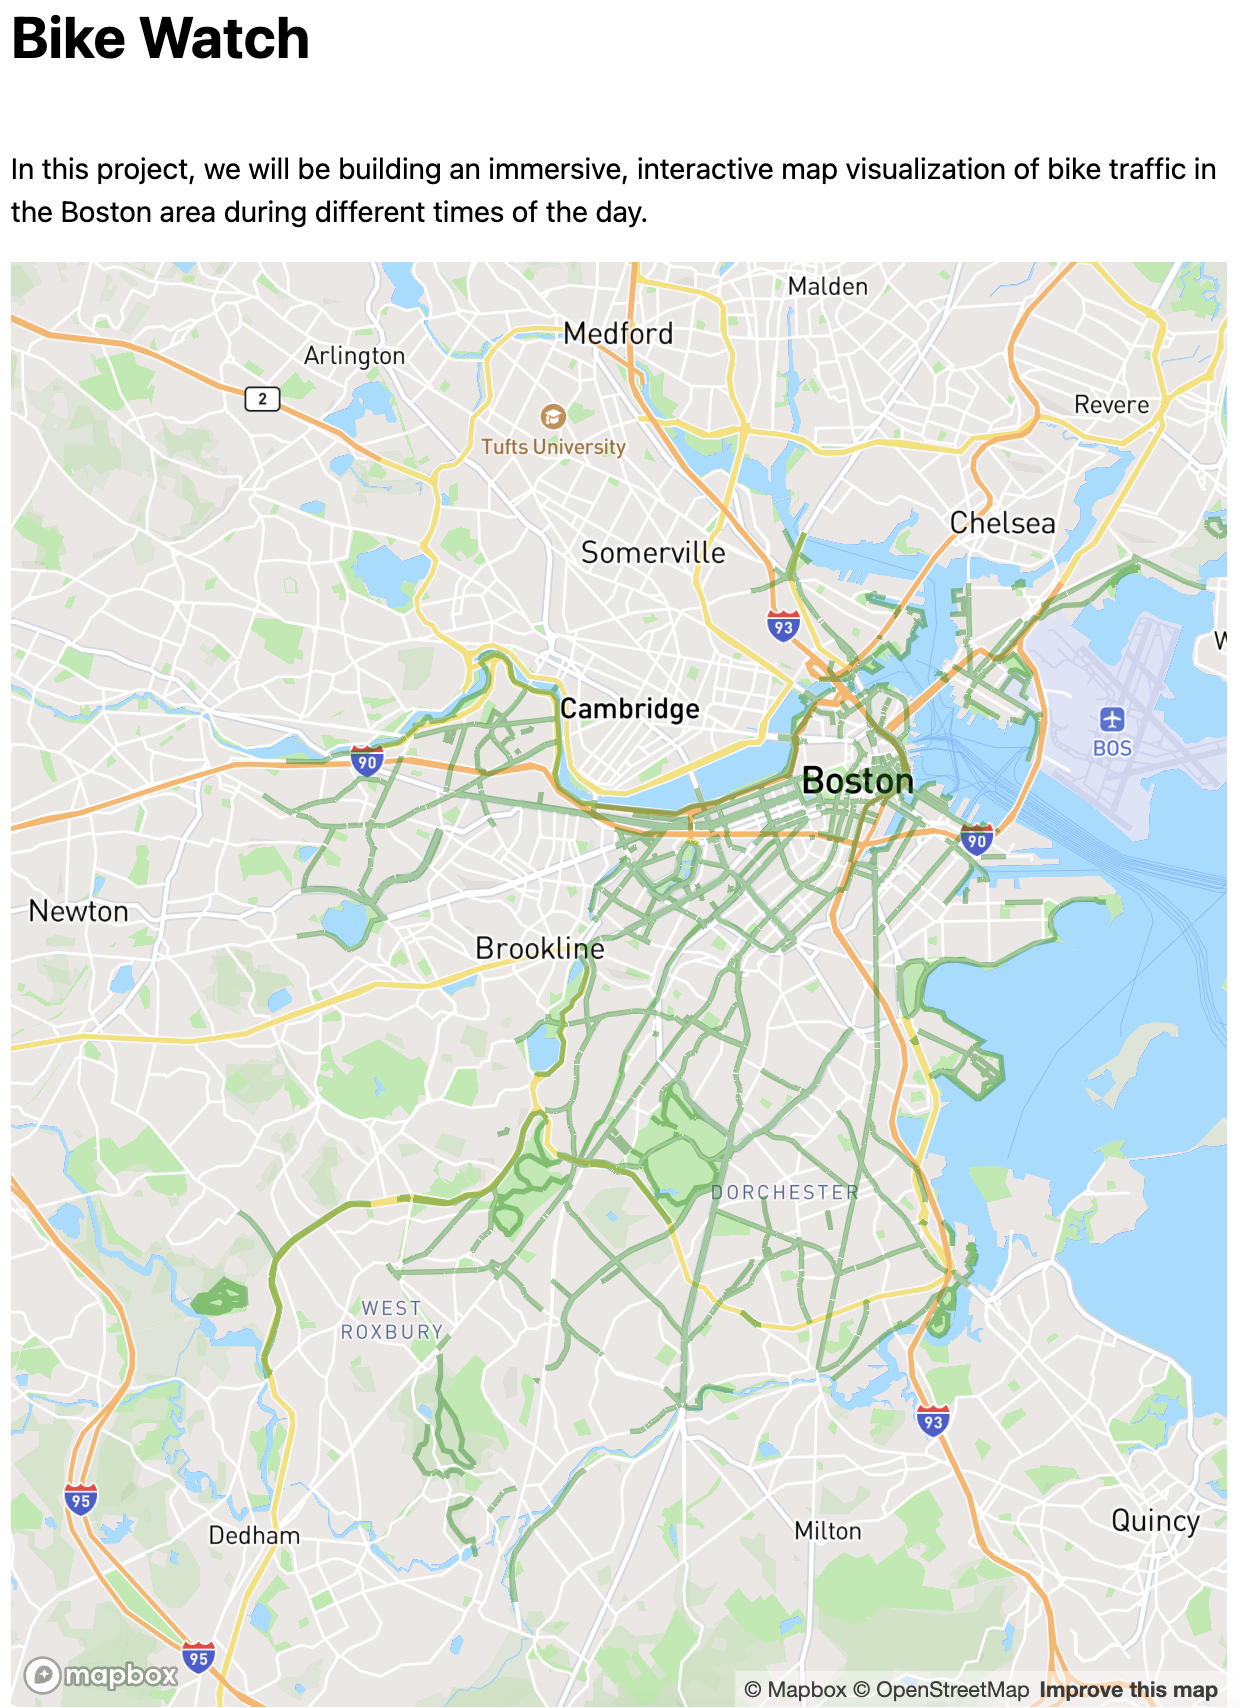 Bike Watch
In this project, we will be building an immersive, interactive map visualization of bike traffic in
the Boston area during different times of the day.
Malden
Medford
Arlington
2
Revere
Tufts University
Chelsea
Somerville
93
W
Cambridge
BOS
90
Boston
90
Newton
Brookline
DORCHESTER
WEST
ROXBURY
93
95
Quincy
Milton
Dedham
95
mapbox
© Mapbox © OpenStreetMap Improve this map